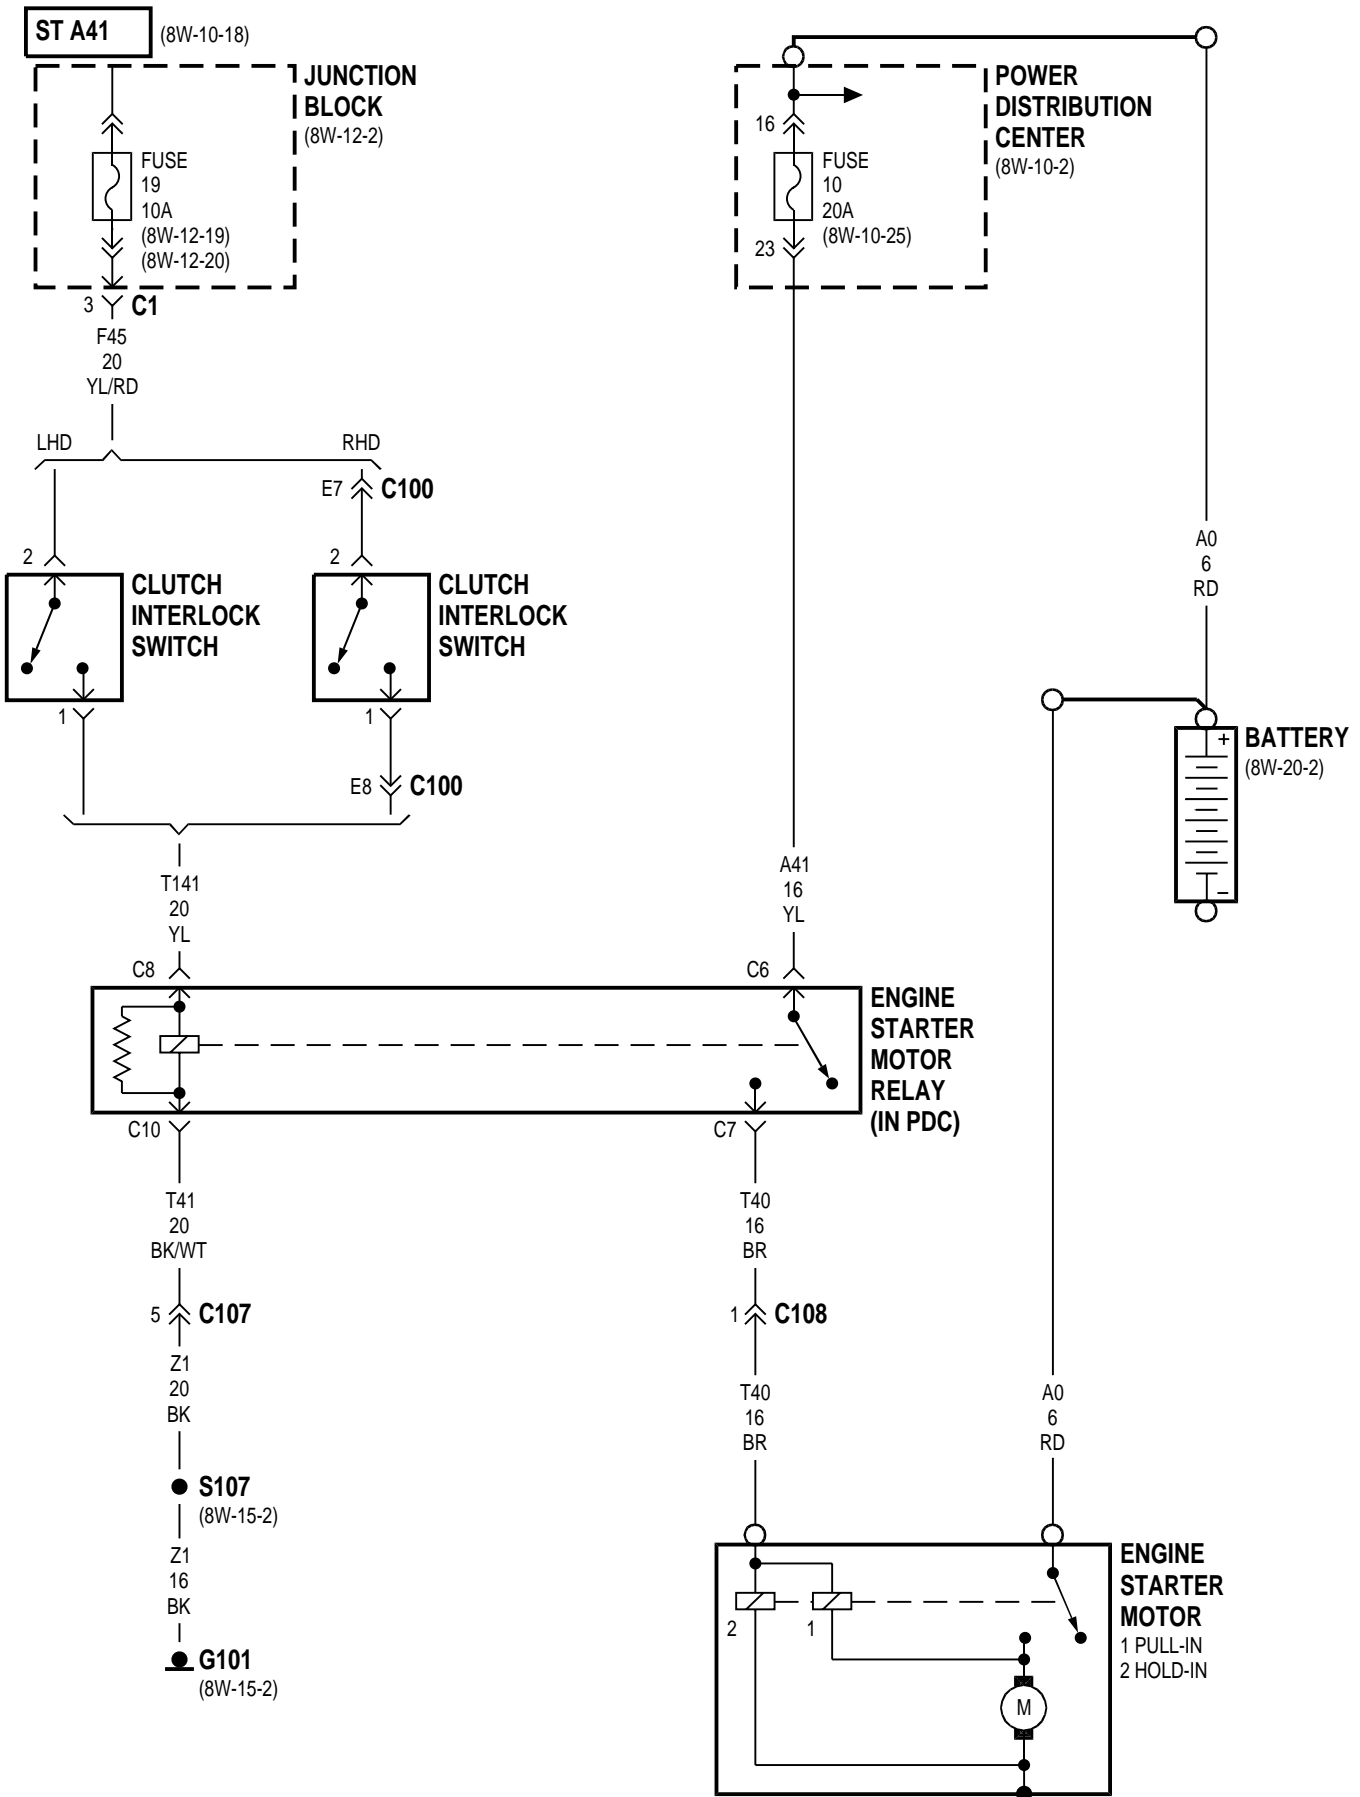 ST A41
(8W-10-18)
JUNCTION
BLOCK
(8W-12-2)
FUSE
19
10A
(8W-12-19)
(8W-12-20)
3
C1
F45
20
YL/RD
LHD
RHD
E7
C100
2
CLUTCH
INTERLOCK
SWITCH
1
2
CLUTCH
INTERLOCK
SWITCH
1
E8
C100
T141
20
YL
POWER
DISTRIBUTION
CENTER
(8W-10-2)
16
FUSE
10
20A
(8W-10-25)
23
A0
6
RD
+
BATTERY
(8W-20-2)
–
A41
16
YL
C8
C6
ENGINE
STARTER
MOTOR
RELAY
(IN PDC)
C10
C7
T41
20
BK/WT
5
C107
Z1
20
BK
S107
(8W-15-2)
Z1
16
BK
G101
(8W-15-2)
T40
16
BR
1
C108
T40
16
BR
A0
6
RD
ENGINE
STARTER
MOTOR
1 PULL-IN
2 HOLD-IN
2
1
M